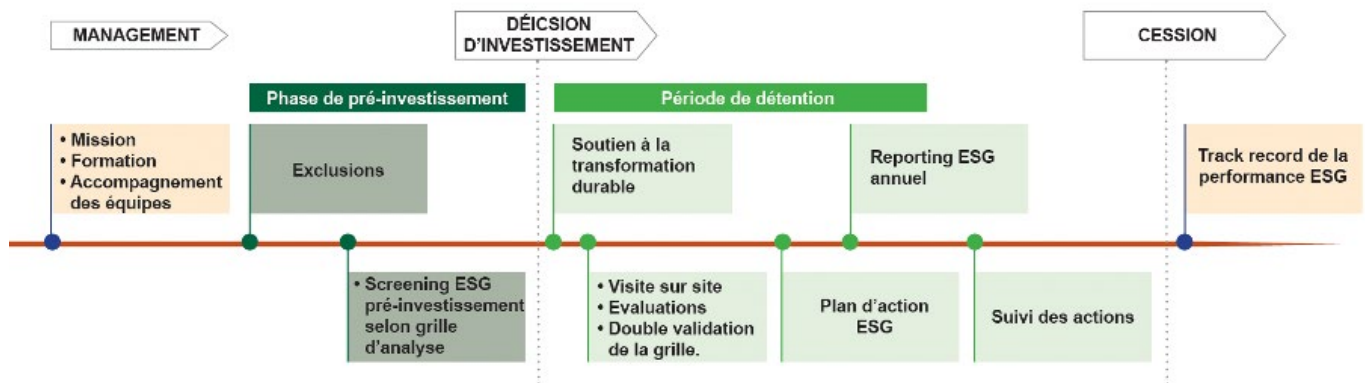 MANAGEMENT
DÉICSION
D'INVESTISSEMENT
CESSION
Phase de pré-investissement
Période de détention
• Mission
• Formation
• Accompagnement
des équipes
Exclusions
Soutien à la
transformation
durable
Reporting ESG
annuel
Track record de la
performance ESG
• Screening ESG
pré-investissement
selon grille
d'analyse
• Visite sur site
• Evaluations
• Double validation
de la grille.
Plan d'action
ESG
Suivi des actions